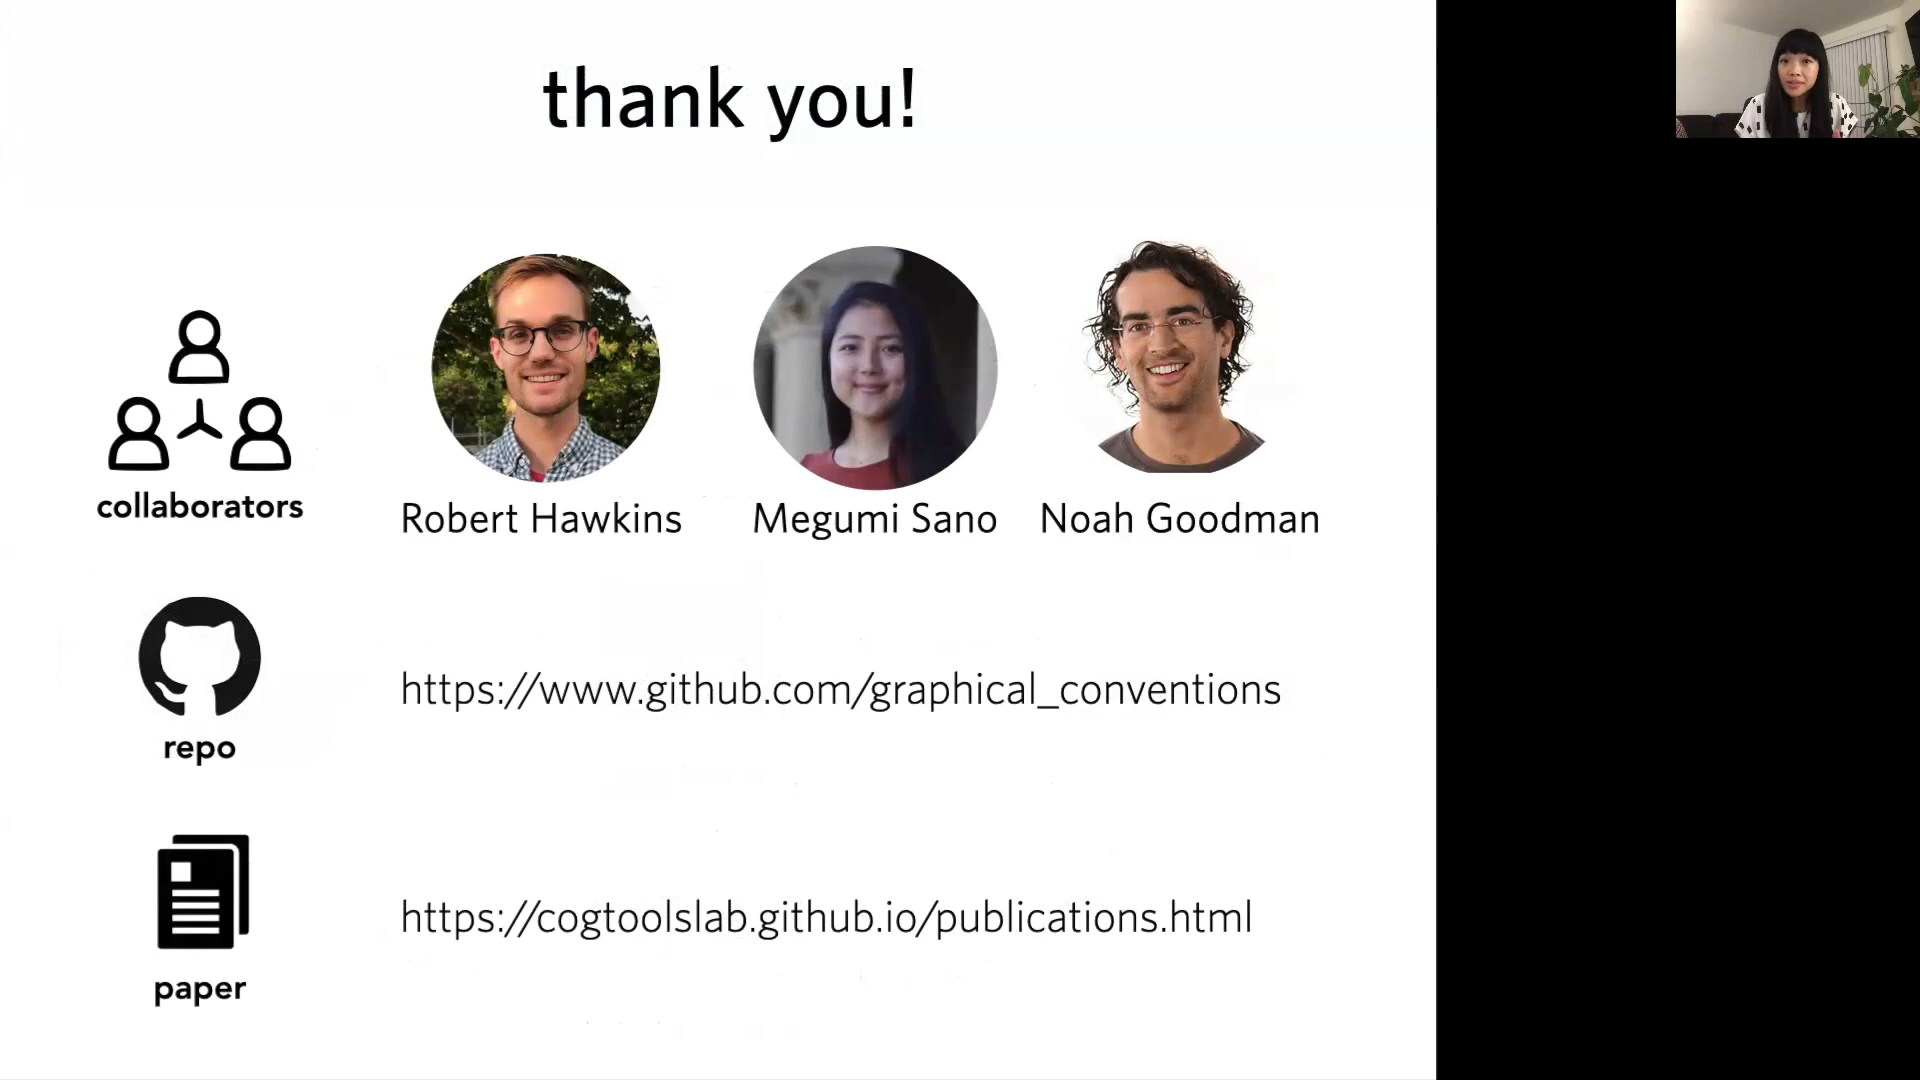 thank you!
collaborators
Robert Hawkins
Megumi Sano
Noah Goodman
repo
https://www.github.com/graphical_conventions
paper
https://cogtoolslab.github.io/publications.html